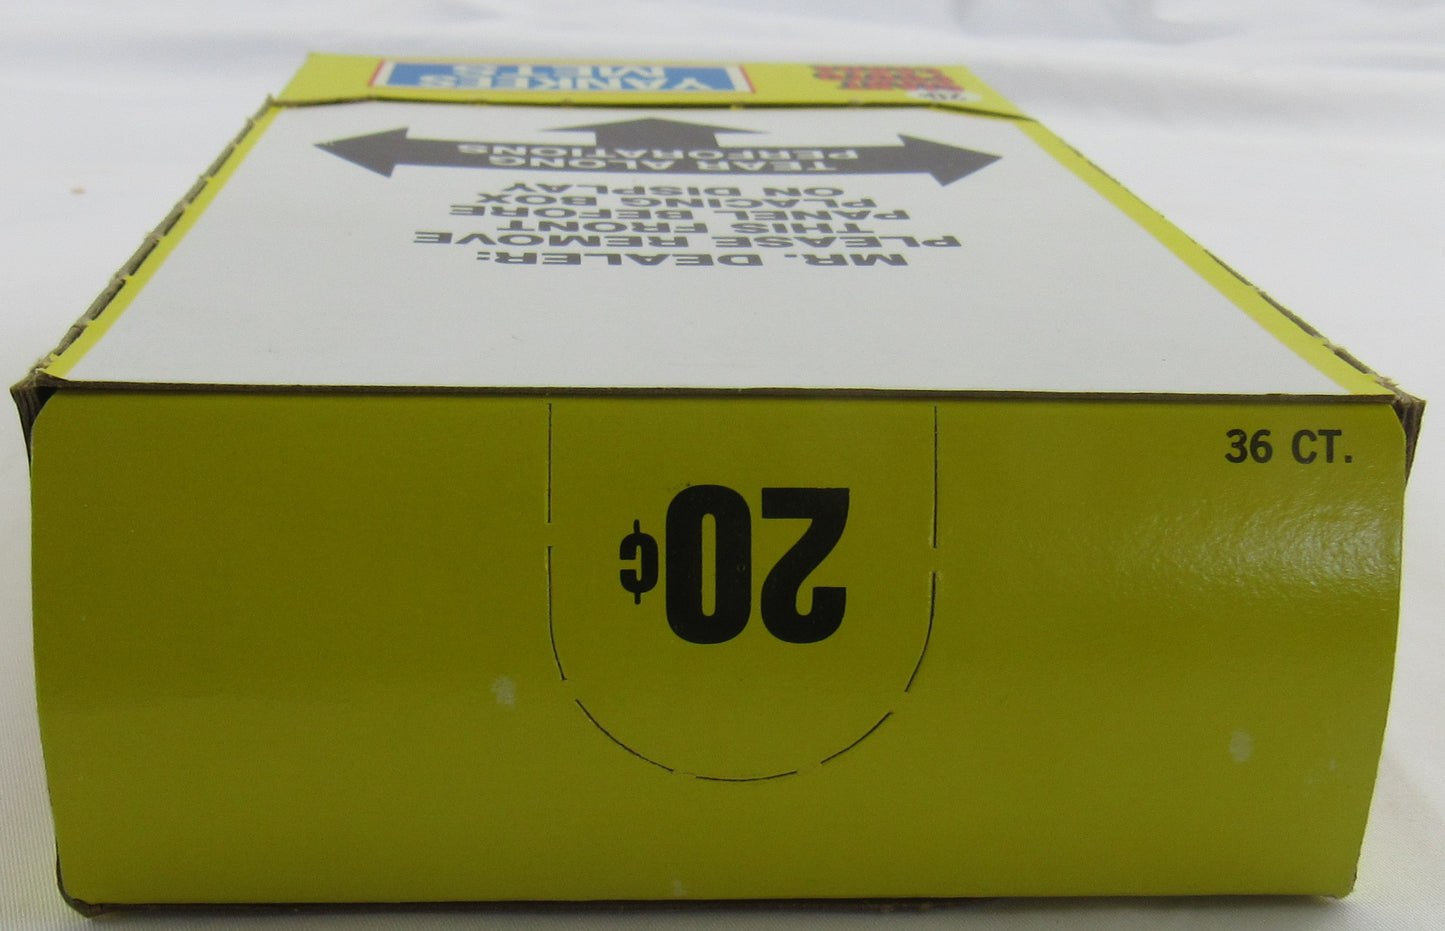 YANKEES
METS
20¢
TEAR ALONG
PERFORATIONS
MR. DEALER:
PLEASE REMOVE
THIS FRONT
PANEL BEFORE
PLACING BOX
ON DISPLAY
36 CT.
20¢